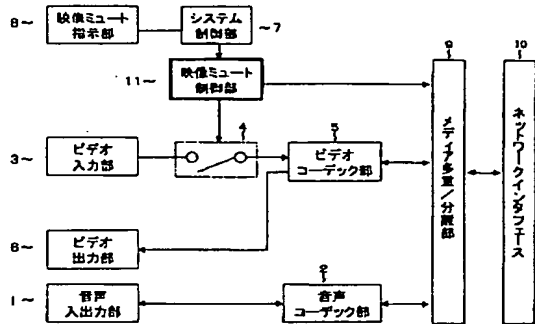 8～
映像ミュート
指示部
システム
制御部
～7
11～
映像ミュート
制御部
9
10
3～
ビデオ
入力部
4
5
ビデオ
コーデック部
メディア多重/分離部
ネットワークインタフェース
6～
ビデオ
出力部
1～
音声
入出力部
2
音声
コーデック部